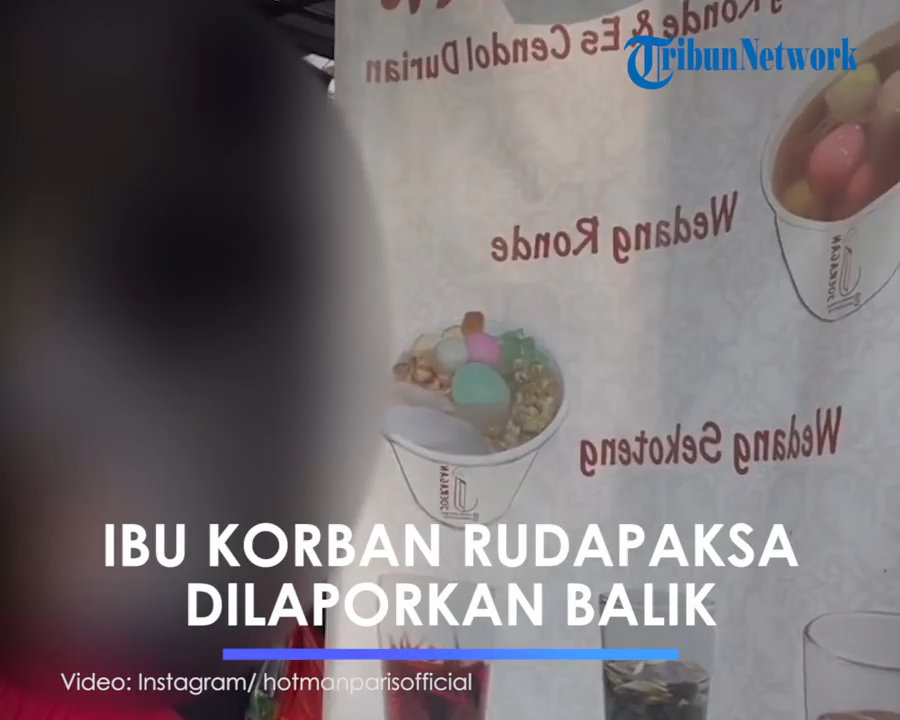 Ronde & Es Cendol Durian
TribunNetwork
Wedang Ronde
Wedang Sekoteng
IBU KORBAN RUDAPAKSA
DILAPORKAN BALIK
Video: Instagram/ hotmanparisofficial